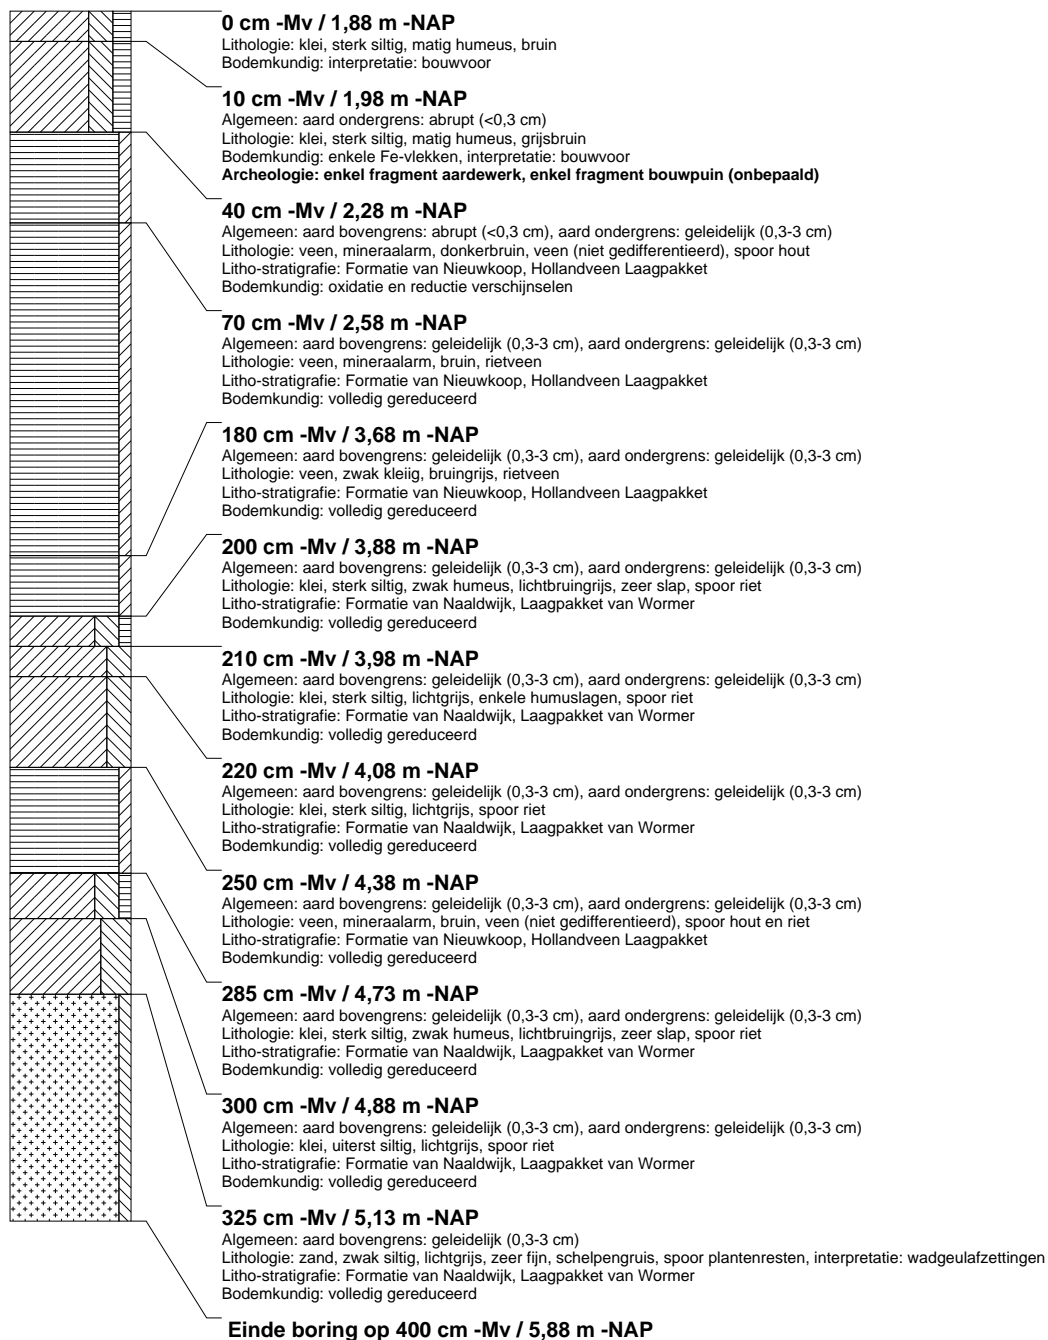 0 cm -Mv / 1,88 m -NAP
Lithologie: klei, sterk siltig, matig humeus, bruin
Bodemkundig: interpretatie: bouwvoor
10 cm -Mv / 1,98 m -NAP
Algemeen: aard ondergrens: abrupt (<0,3 cm)
Lithologie: klei, sterk siltig, matig humeus, grijsbruin
Bodemkundig: enkele Fe-vlekken, interpretatie: bouwvoor
Archeologie: enkel fragment aardewerk, enkel fragment bouwpuin (onbepaald)
40 cm -Mv / 2,28 m -NAP
Algemeen: aard bovengrens: abrupt (<0,3 cm), aard ondergrens: geleidelijk (0,3-3 cm)
Lithologie: veen, mineraalarm, donkerbruin, veen (niet gedifferentieerd), spoor hout
Litho-stratigrafie: Formatie van Nieuwkoop, Hollandveen Laagpakket
Bodemkundig: oxidatie en reductie verschijnselen
70 cm -Mv / 2,58 m -NAP
Algemeen: aard bovengrens: geleidelijk (0,3-3 cm), aard ondergrens: geleidelijk (0,3-3 cm)
Lithologie: veen, mineraalarm, bruin, rietveen
Litho-stratigrafie: Formatie van Nieuwkoop, Hollandveen Laagpakket
Bodemkundig: volledig gereduceerd
180 cm -Mv / 3,68 m -NAP
Algemeen: aard bovengrens: geleidelijk (0,3-3 cm), aard ondergrens: geleidelijk (0,3-3 cm)
Lithologie: veen, zwak kleiig, bruingrijs, rietveen
Litho-stratigrafie: Formatie van Nieuwkoop, Hollandveen Laagpakket
Bodemkundig: volledig gereduceerd
200 cm -Mv / 3,88 m -NAP
Algemeen: aard bovengrens: geleidelijk (0,3-3 cm), aard ondergrens: geleidelijk (0,3-3 cm)
Lithologie: klei, sterk siltig, zwak humeus, lichtbruingrijs, zeer slap, spoor riet
Litho-stratigrafie: Formatie van Naaldwijk, Laagpakket van Wormer
Bodemkundig: volledig gereduceerd
210 cm -Mv / 3,98 m -NAP
Algemeen: aard bovengrens: geleidelijk (0,3-3 cm), aard ondergrens: geleidelijk (0,3-3 cm)
Lithologie: klei, sterk siltig, lichtgrijs, enkele humuslagen, spoor riet
Litho-stratigrafie: Formatie van Naaldwijk, Laagpakket van Wormer
Bodemkundig: volledig gereduceerd
220 cm -Mv / 4,08 m -NAP
Algemeen: aard bovengrens: geleidelijk (0,3-3 cm), aard ondergrens: geleidelijk (0,3-3 cm)
Lithologie: klei, sterk siltig, lichtgrijs, spoor riet
Litho-stratigrafie: Formatie van Naaldwijk, Laagpakket van Wormer
Bodemkundig: volledig gereduceerd
250 cm -Mv / 4,38 m -NAP
Algemeen: aard bovengrens: geleidelijk (0,3-3 cm), aard ondergrens: geleidelijk (0,3-3 cm)
Lithologie: veen, mineraalarm, bruin, veen (niet gedifferentieerd), spoor hout en riet
Litho-stratigrafie: Formatie van Nieuwkoop, Hollandveen Laagpakket
Bodemkundig: volledig gereduceerd
285 cm -Mv / 4,73 m -NAP
Algemeen: aard bovengrens: geleidelijk (0,3-3 cm), aard ondergrens: geleidelijk (0,3-3 cm)
Lithologie: klei, sterk siltig, zwak humeus, lichtbruingrijs, zeer slap, spoor riet
Litho-stratigrafie: Formatie van Naaldwijk, Laagpakket van Wormer
Bodemkundig: volledig gereduceerd
300 cm -Mv / 4,88 m -NAP
Algemeen: aard bovengrens: geleidelijk (0,3-3 cm), aard ondergrens: geleidelijk (0,3-3 cm)
Lithologie: klei, uiterst siltig, lichtgrijs, spoor riet
Litho-stratigrafie: Formatie van Naaldwijk, Laagpakket van Wormer
Bodemkundig: volledig gereduceerd
325 cm -Mv / 5,13 m -NAP
Algemeen: aard bovengrens: geleidelijk (0,3-3 cm)
Lithologie: zand, zwak siltig, lichtgrijs, zeer fijn, schelpengruis, spoor plantenresten, interpretatie: wadgeulafzettingen
Litho-stratigrafie: Formatie van Naaldwijk, Laagpakket van Wormer
Bodemkundig: volledig gereduceerd
Einde boring op 400 cm -Mv / 5,88 m -NAP